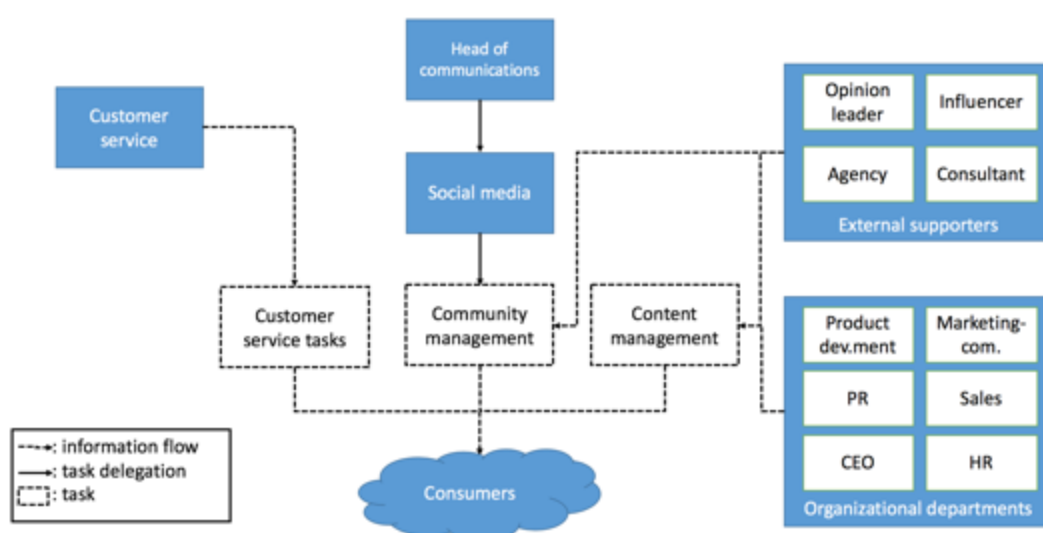 Head of
communications
Customer
service
Social media
Opinion
leader
Influencer
Agency
Consultant
External supporters
Customer
service tasks
Community
management
Content
management
Product
dev.ment
Marketing-
com.
PR
Sales
CEO
HR
Organizational departments
: information flow
: task delegation
: task
Consumers